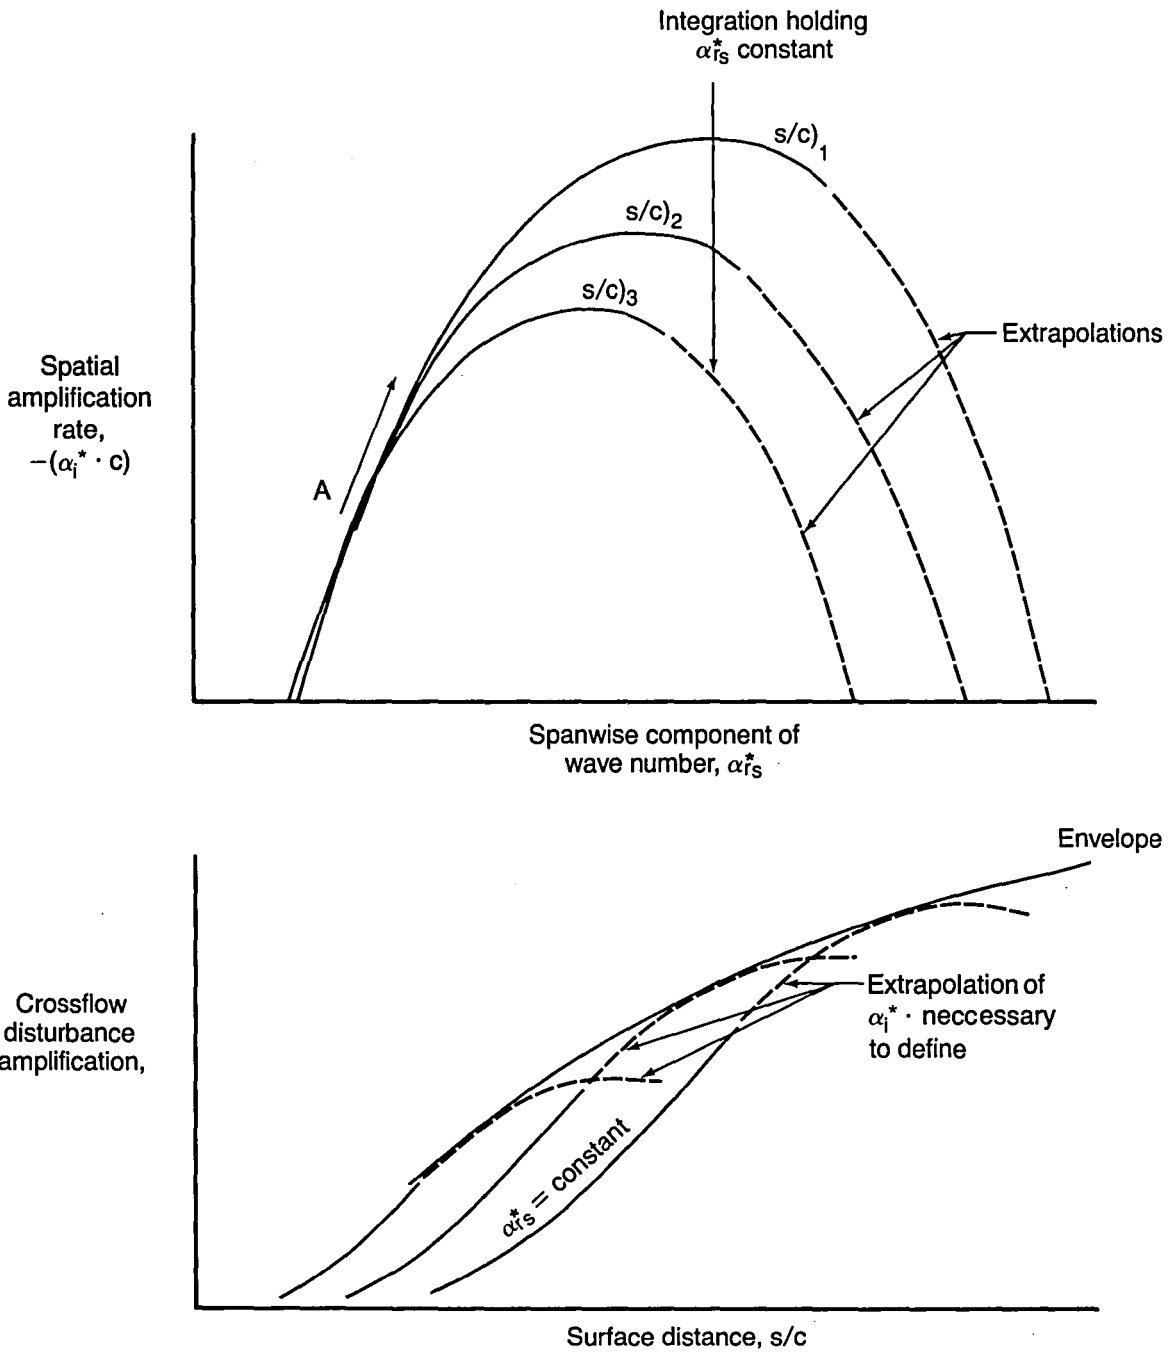 Integration holding
α*rs constant
s/c)1
s/c)2
s/c)3
Extrapolations
Spatial
amplification
rate,
−(αi* · c)
A
Spanwise component of
wave number, α*rs
Envelope
Crossflow
disturbance
amplification,
Extrapolation of
αi* · neccessary
to define
α*rs = constant
Surface distance, s/c